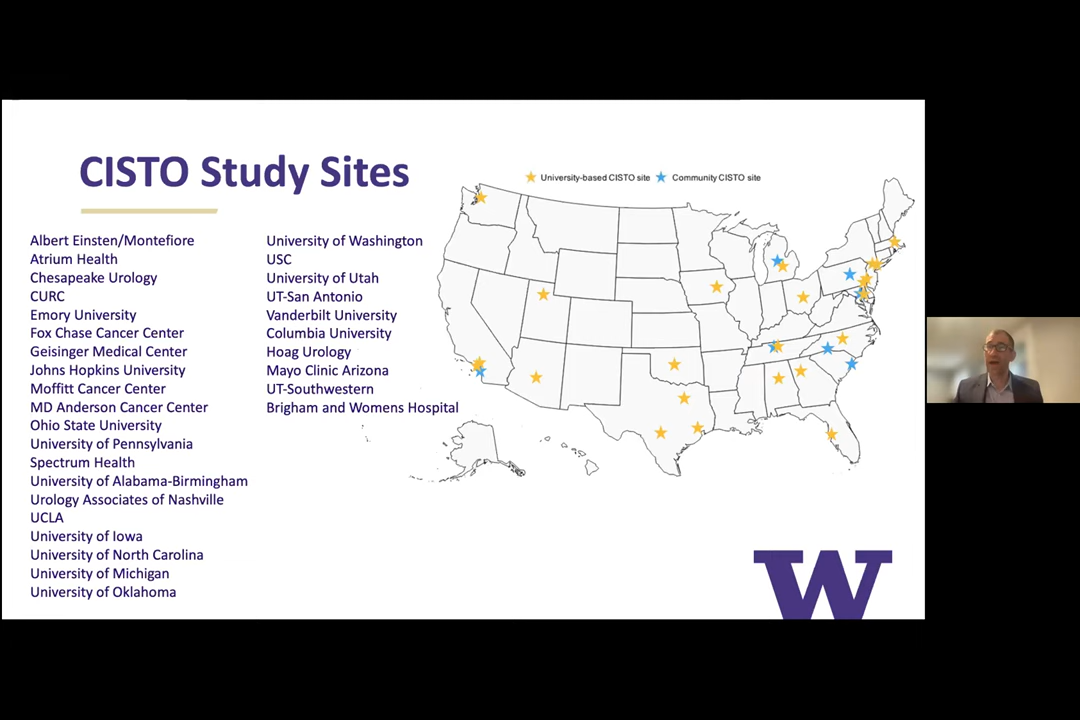 CISTO Study Sites
University-based CISTO site
Community CISTO site
Albert Einsten/Montefiore
Atrium Health
Chesapeake Urology
CURC
Emory University
Fox Chase Cancer Center
Geisinger Medical Center
Johns Hopkins University
Moffitt Cancer Center
MD Anderson Cancer Center
Ohio State University
University of Pennsylvania
Spectrum Health
University of Alabama-Birmingham
Urology Associates of Nashville
UCLA
University of Iowa
University of North Carolina
University of Michigan
University of Oklahoma
University of Washington
USC
University of Utah
UT-San Antonio
Vanderbilt University
Columbia University
Hoag Urology
Mayo Clinic Arizona
UT-Southwestern
Brigham and Womens Hospital
W